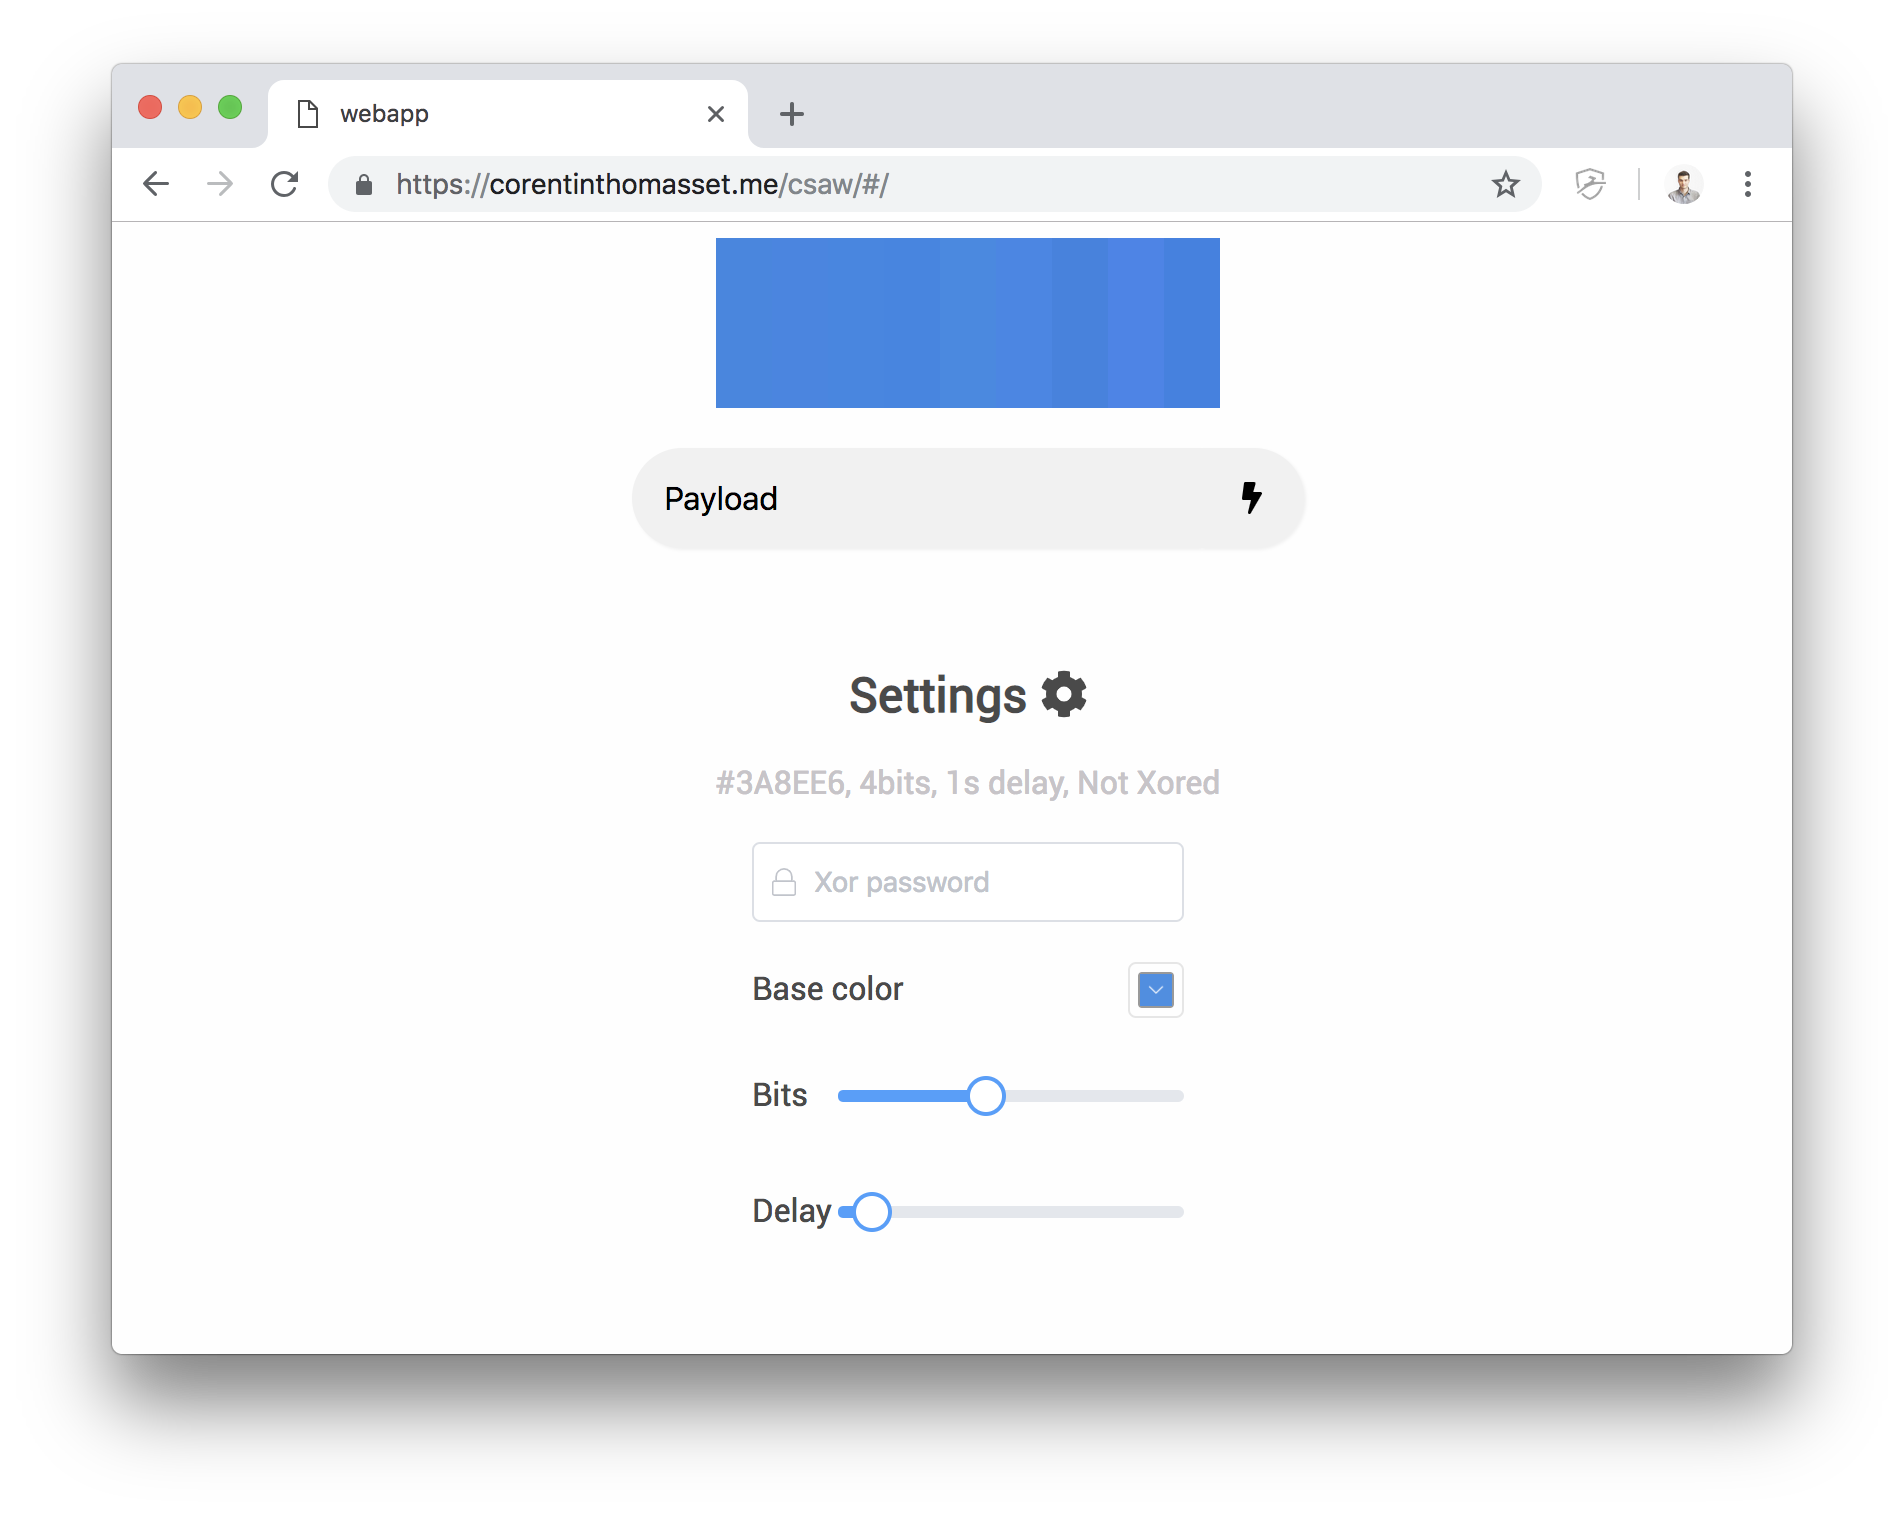 webapp
https://corentinthomasset.me/csaw/#/
Payload
Settings
#3A8EE6, 4bits, 1s delay, Not Xored
Xor password
Base color
Bits
Delay